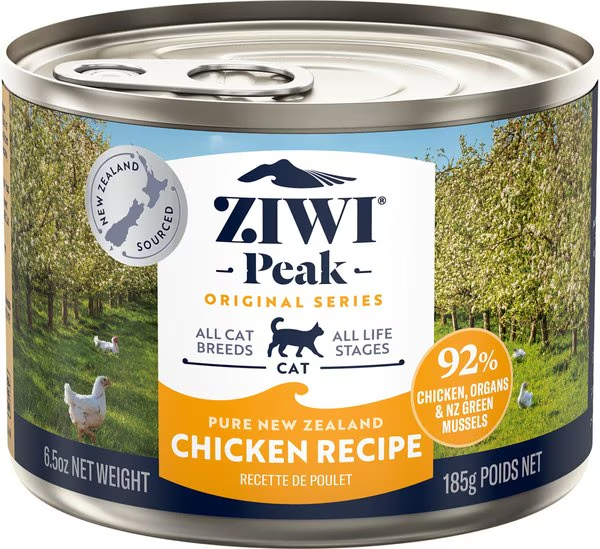 NEW ZEALAND
SOURCED
ZIWI®
Peak
ORIGINAL SERIES
ALL CAT
BREEDS
CAT
ALL LIFE
STAGES
92%
CHICKEN, ORGANS
& NZ GREEN
MUSSELS
PURE NEW ZEALAND
CHICKEN RECIPE
RECETTE DE POULET
6.5oz NET WEIGHT
185g POIDS NET